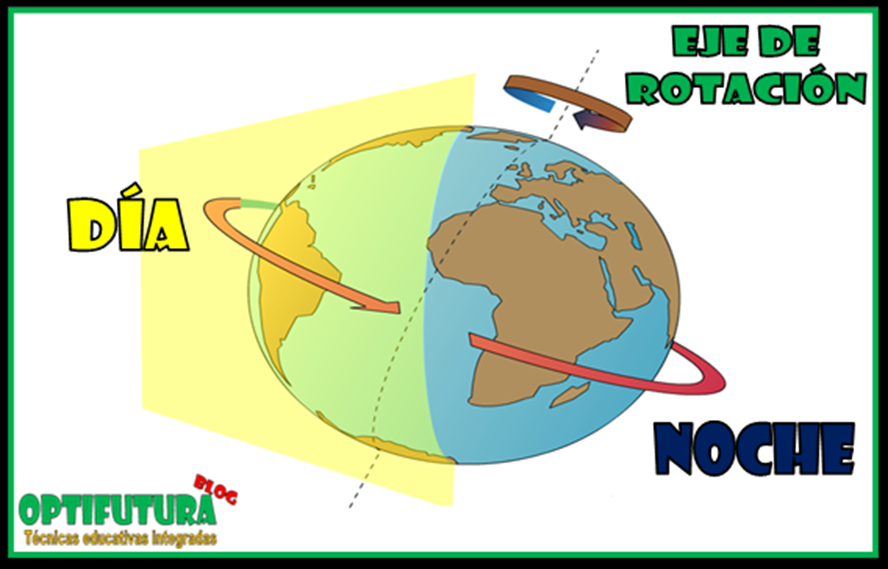 EJE DE
ROTACIÓN
DÍA
NOCHE
BLOG
OPTIFUTURA
Técnicas educativas integradas